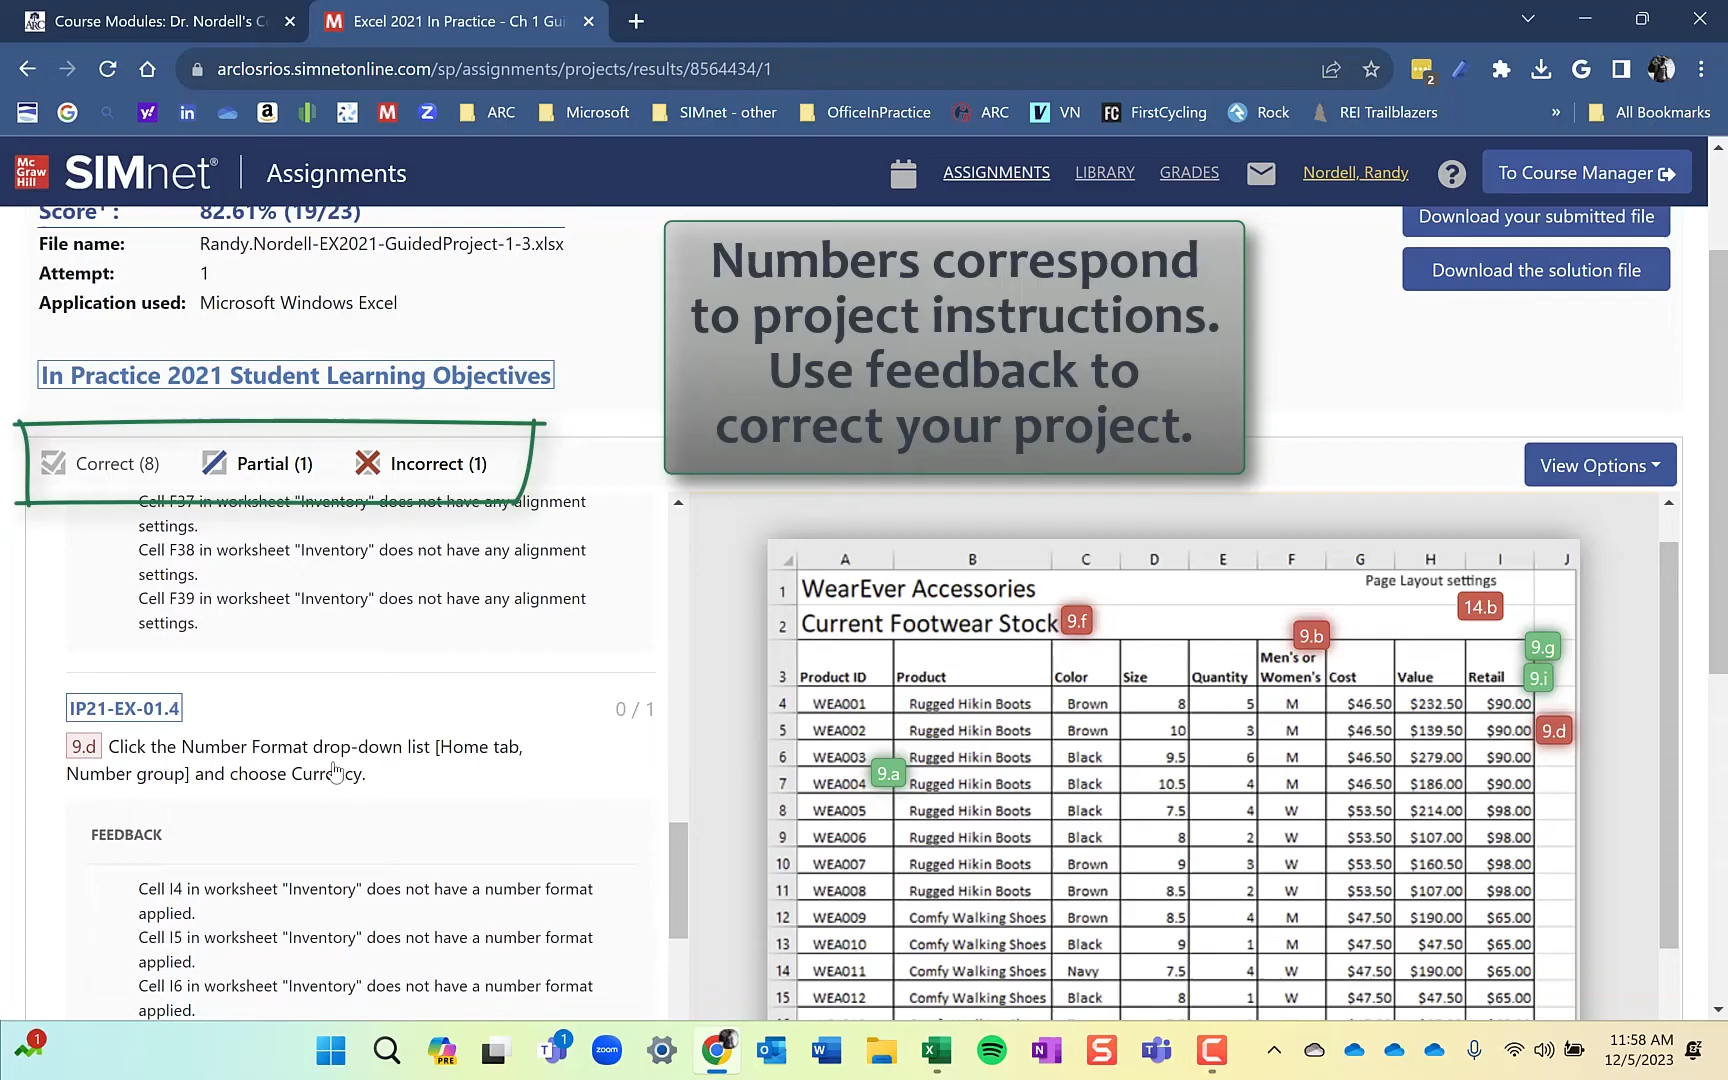 Course Modules: Dr. Nordell's C
Excel 2021 In Practice - Ch 1 Gui
arclosrios.simnetonline.com/sp/assignments/projects/results/8564434/1
ARC
Microsoft
SIMnet - other
OfficeInPractice
ARC
VN
FirstCycling
Rock
REI Trailblazers
»
All Bookmarks
Mc
Graw
Hill
SIMnet®
Assignments
ASSIGNMENTS
LIBRARY
GRADES
Nordell, Randy
To Course Manager
Score : 82.61% (19/23)
File name: Randy.Nordell-EX2021-GuidedProject-1-3.xlsx
Attempt: 1
Application used: Microsoft Windows Excel
Download your submitted file
Download the solution file
Numbers correspond
to project instructions.
Use feedback to
correct your project.
In Practice 2021 Student Learning Objectives
Correct (8)
Partial (1)
Incorrect (1)
View Options
Cell F37 in worksheet "Inventory" does not have any alignment
settings.
Cell F38 in worksheet "Inventory" does not have any alignment
settings.
Cell F39 in worksheet "Inventory" does not have any alignment
settings.
IP21-EX-01.4
0 / 1
9.d Click the Number Format drop-down list [Home tab,
Number group] and choose Currency.
FEEDBACK
Cell I4 in worksheet "Inventory" does not have a number format
applied.
Cell I5 in worksheet "Inventory" does not have a number format
applied.
Cell I6 in worksheet "Inventory" does not have a number format
applied.
A B C D E F G H I J
1 WearEver Accessories Page Layout settings
14.b
2 Current Footwear Stock 9.f
9.b
9.g
9.i
Men's or
3 Product ID Product Color Size Quantity Women's Cost Value Retail
4 WEA001 Rugged Hikin Boots Brown 8 5 M $46.50 $232.50 $90.00
5 WEA002 Rugged Hikin Boots Brown 10 3 M $46.50 $139.50 $90.00 9.d
6 WEA003 Rugged Hikin Boots Black 9.5 6 M $46.50 $279.00 $90.00
9.a
7 WEA004 Rugged Hikin Boots Black 10.5 4 M $46.50 $186.00 $90.00
8 WEA005 Rugged Hikin Boots Black 7.5 4 W $53.50 $214.00 $98.00
9 WEA006 Rugged Hikin Boots Black 8 2 W $53.50 $107.00 $98.00
10 WEA007 Rugged Hikin Boots Brown 9 3 W $53.50 $160.50 $98.00
11 WEA008 Rugged Hikin Boots Brown 8.5 2 W $53.50 $107.00 $98.00
12 WEA009 Comfy Walking Shoes Brown 8.5 4 M $47.50 $190.00 $65.00
13 WEA010 Comfy Walking Shoes Black 9 1 M $47.50 $47.50 $65.00
14 WEA011 Comfy Walking Shoes Navy 7.5 4 W $47.50 $190.00 $65.00
15 WEA012 Comfy Walking Shoes Black 8 1 W $47.50 $47.50 $65.00
11:58 AM
12/5/2023